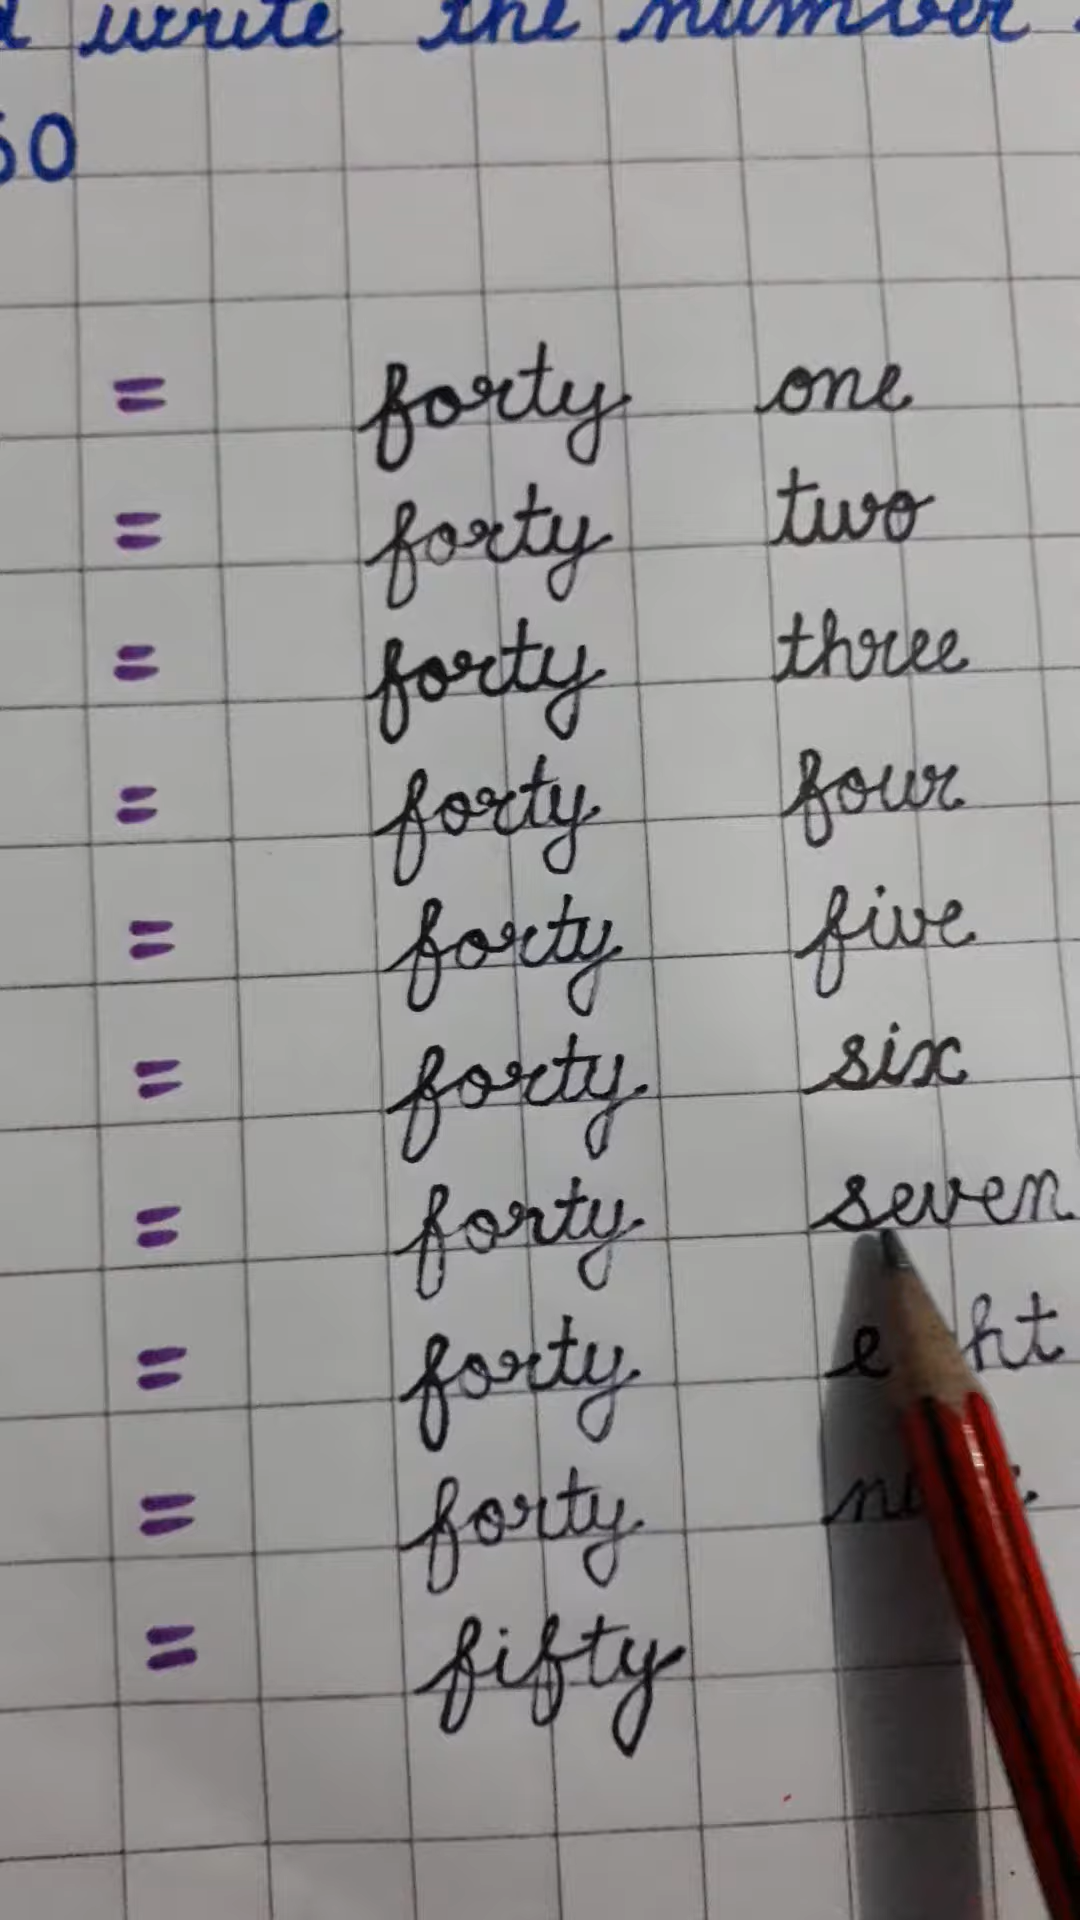 write the number
0
= forty one
= forty two
= forty three
= forty four
= forty five
= forty six
= forty seven
= forty
= forty
= fifty